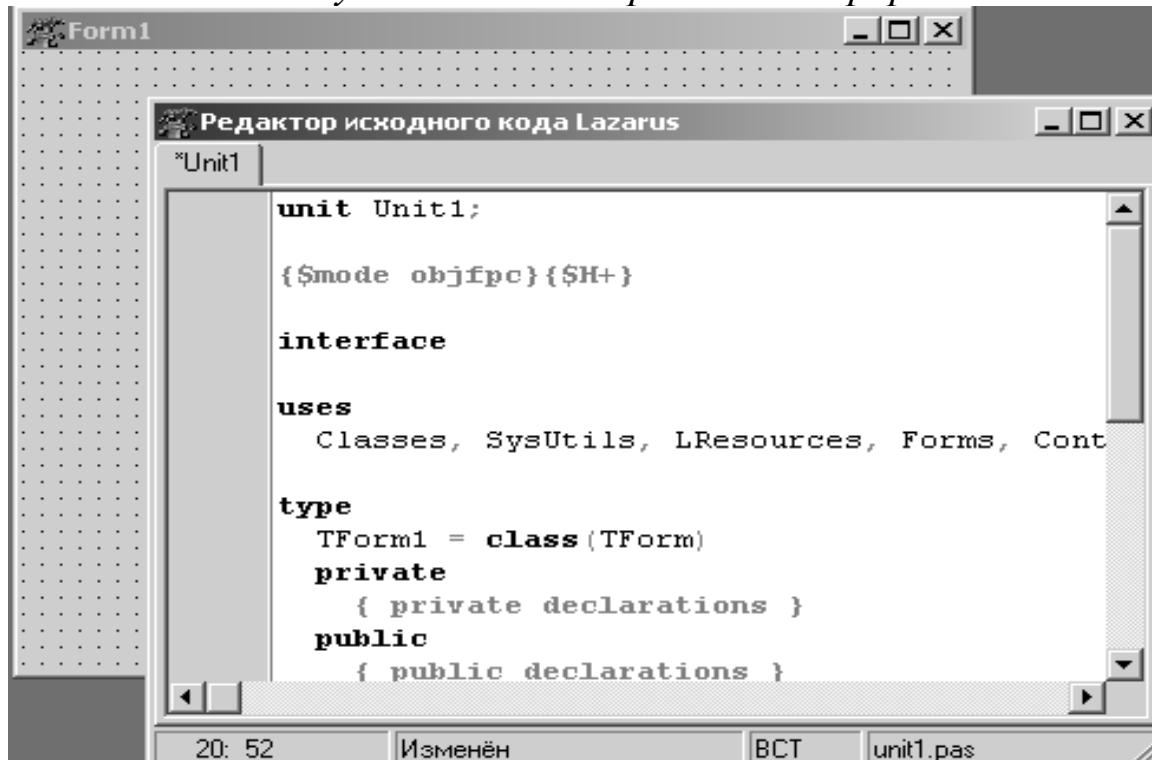 Form1
Редактор исходного кода Lazarus
*Unit1
unit Unit1;
{$mode objfpc}{$H+}
interface
uses
Classes, SysUtils, LResources, Forms, Cont
type
TForm1 = class(TForm)
private
{ private declarations }
public
{ public declarations }
20: 52 Изменён ВСТ unit1.pas